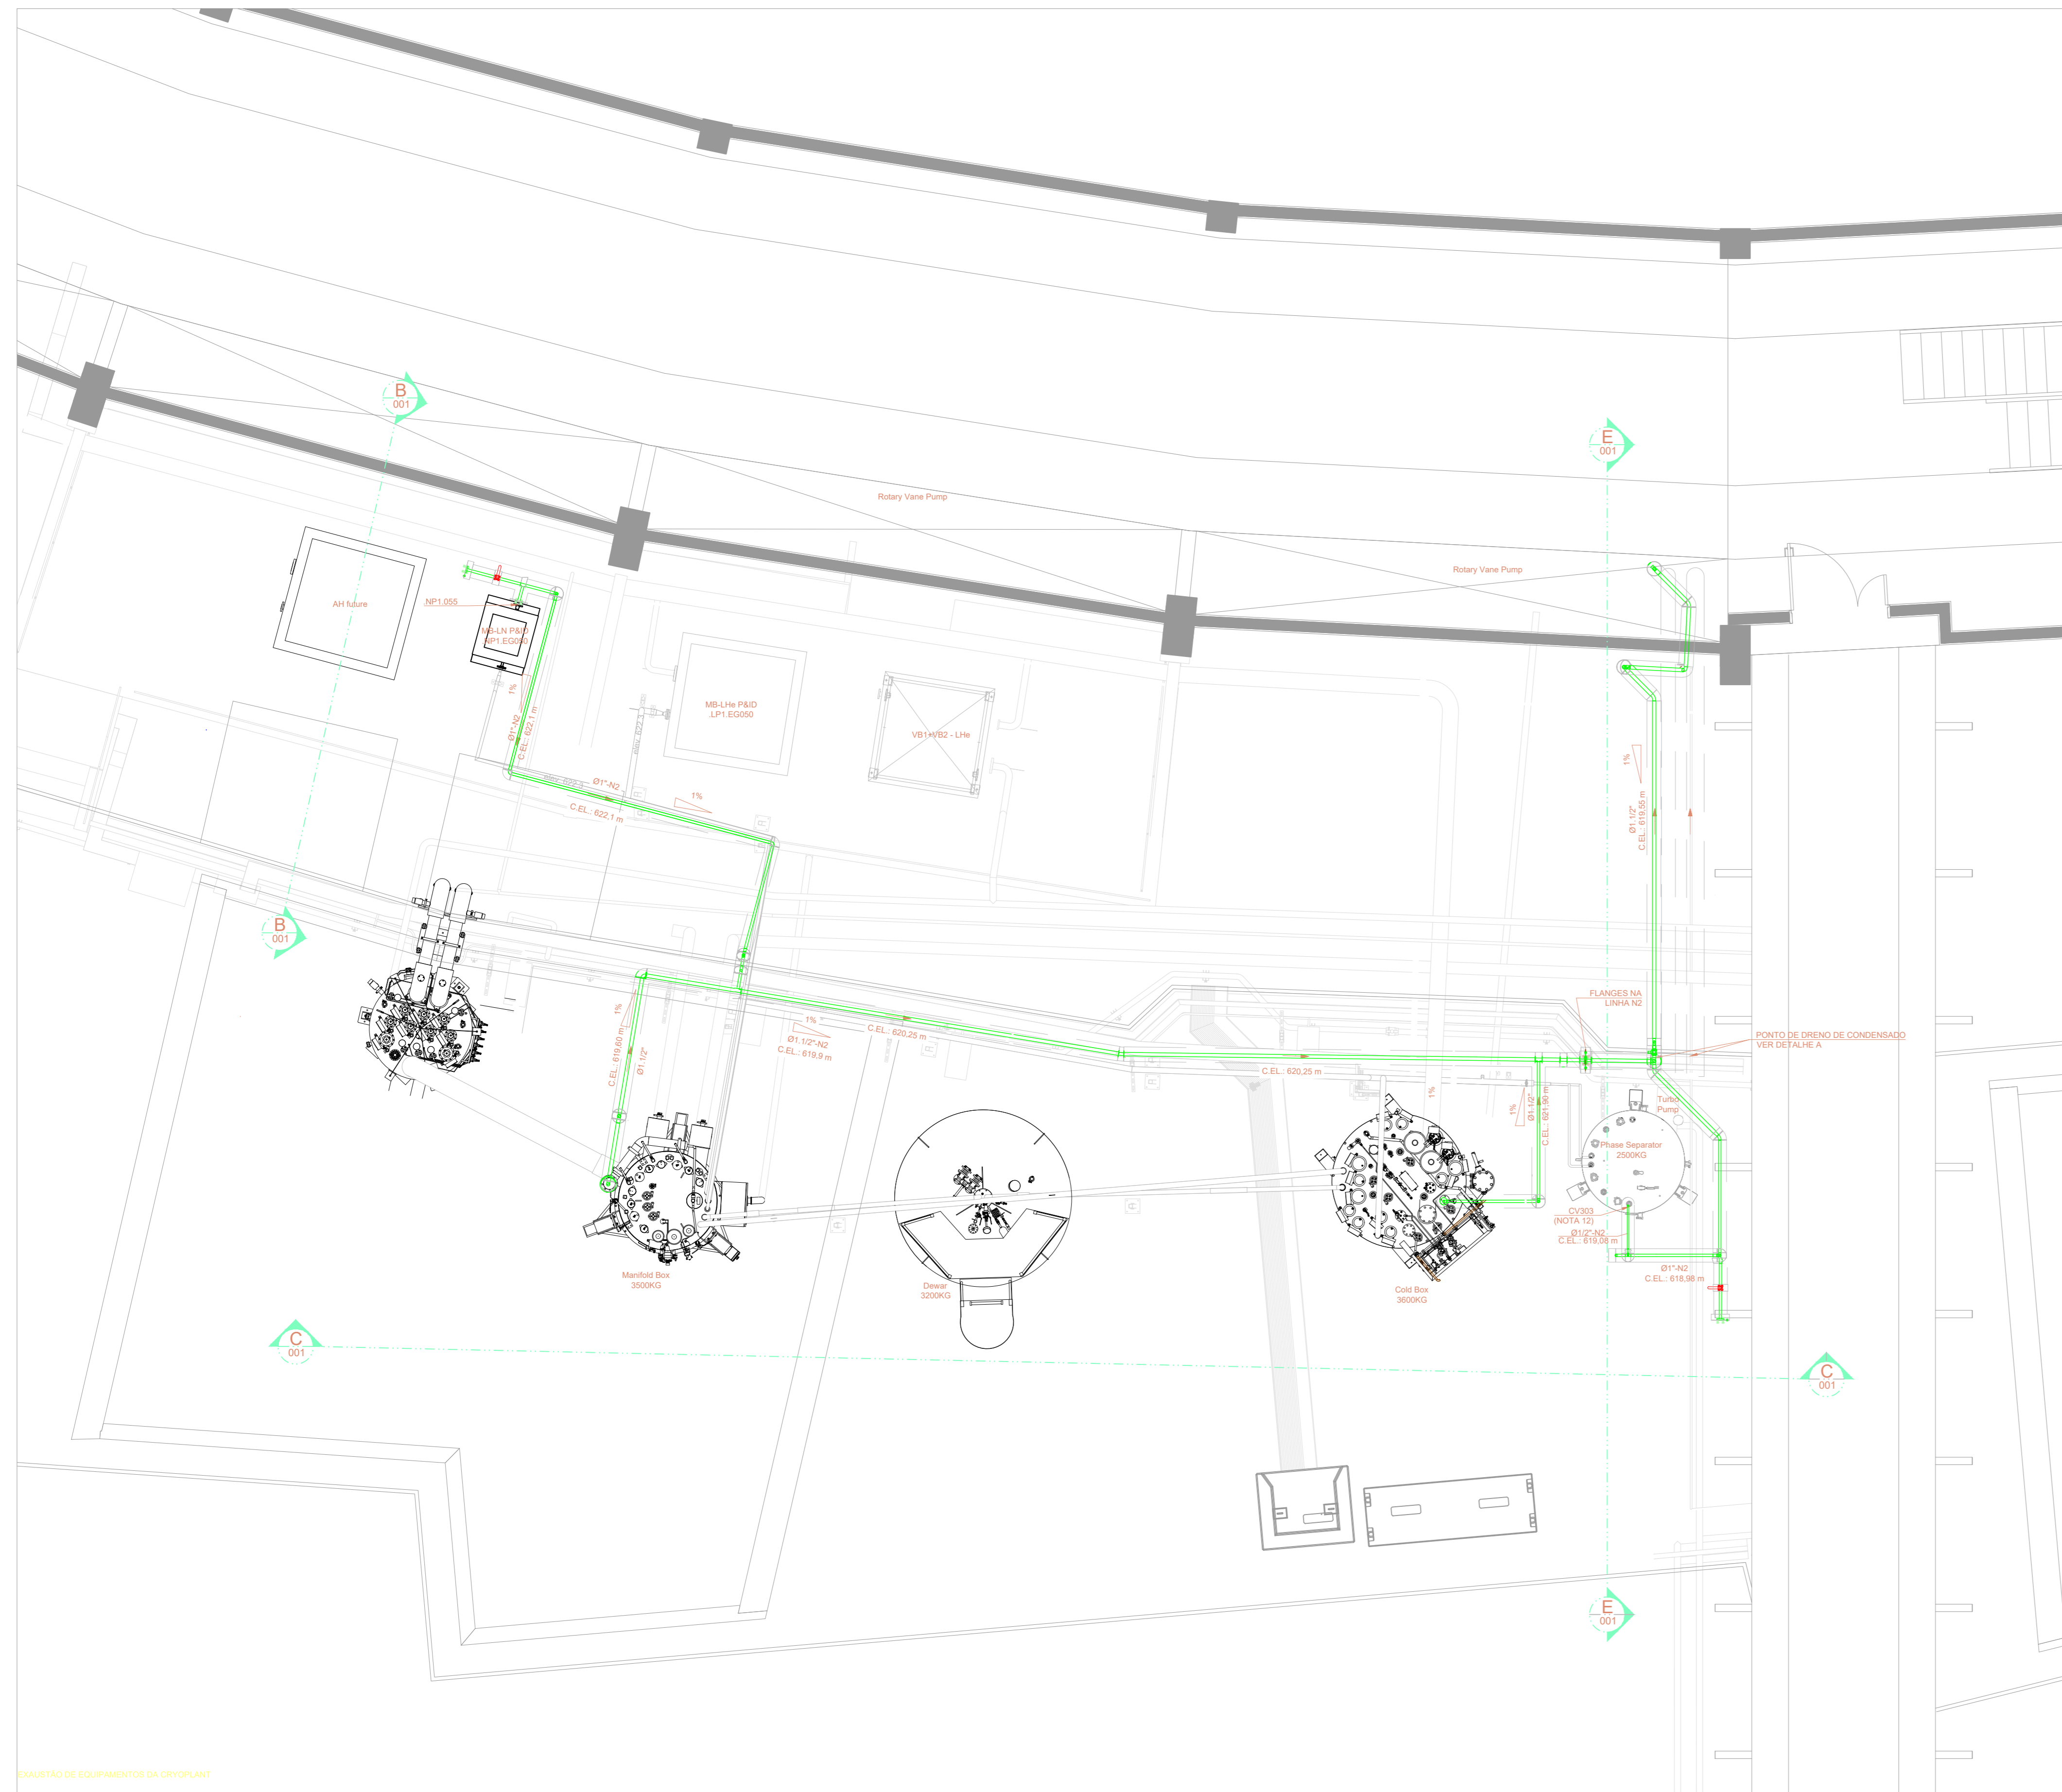 B
001
E
001
Rotary Vane Pump
Rotary Vane Pump
AH future
.NP1.055
MB-LN P&ID
.NP1.EG050
MB-LHe P&ID
.LP1.EG050
VB1+VB2 - LHe
1%
Ø1"-N2
C.EL.: 622,1 m
Ø1"-N2
1%
C.EL.: 622,1 m
1%
Ø1.1/2"
C.EL.: 619,55 m
B
001
FLANGES NA
LINHA N2
PONTO DE DRENO DE CONDENSADO
VER DETALHE A
1%
C.EL.: 619,60 m
Ø1.1/2"
1%
Ø1.1/2"-N2
C.EL.: 619,9 m
C.EL.: 620,25 m
C.EL.: 620,25 m
1%
1%
Ø1.1/2"
C.EL.: 621,90 m
Turbo
Pump
Phase Separator
2500KG
CV303
(NOTA 12)
Ø1/2"-N2
C.EL.: 619,08 m
Ø1"-N2
C.EL.: 618,98 m
Manifold Box
3500KG
Dewar
3200KG
Cold Box
3600KG
C
001
C
001
E
001